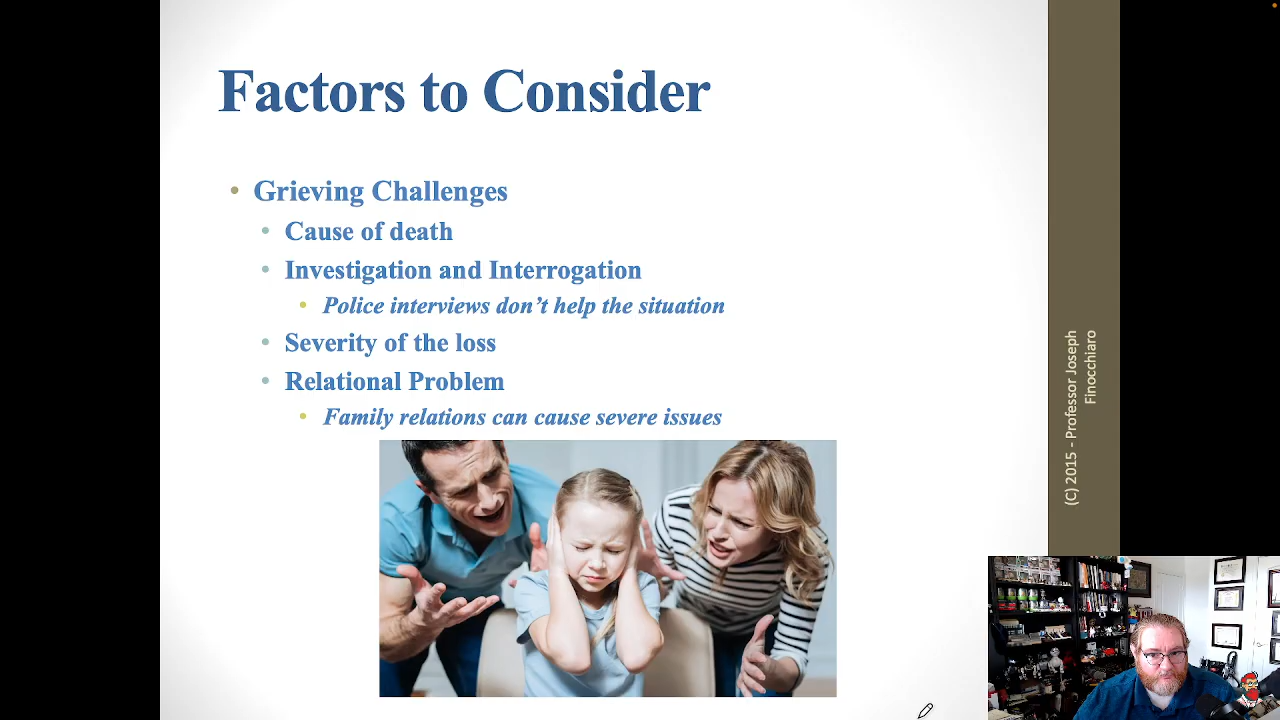 Factors to Consider
Grieving Challenges
Cause of death
Investigation and Interrogation
Police interviews don’t help the situation
Severity of the loss
Relational Problem
Family relations can cause severe issues
(C) 2015 - Professor Joseph
Finocchiaro